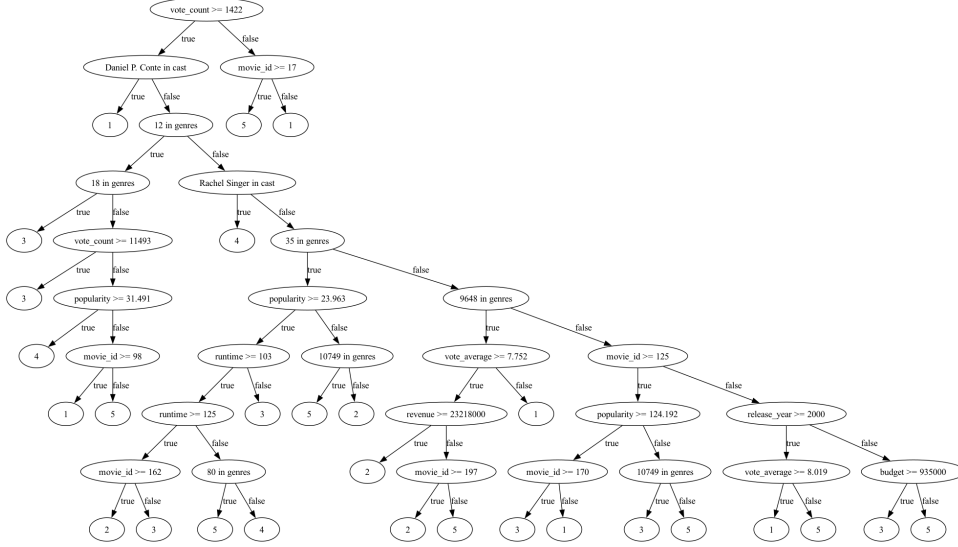 vote_count >= 1422
true false
Daniel P. Conte in cast movie_id >= 17
true false true false
1 12 in genres 5 1
true false
18 in genres Rachel Singer in cast
true false true false
3 vote_count >= 11493 4 35 in genres
true false true false
3 popularity >= 31.491 popularity >= 23.963 9648 in genres
true false true false true false
4 movie_id >= 98 runtime >= 103 10749 in genres vote_average >= 7.752 movie_id >= 125
true false true false true false true false true false
1 5 runtime >= 125 3 5 2 revenue >= 23218000 1 popularity >= 124.192 release_year >= 2000
true false true false true false true false
movie_id >= 162 80 in genres 2 movie_id >= 197 movie_id >= 170 10749 in genres vote_average >= 8.019 budget >= 935000
true false true false true false true false true false true false true false
2 3 5 4 2 5 3 1 3 5 1 5 3 5